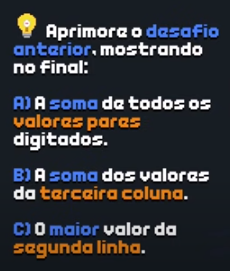 Aprimore o desafio
anterior, mostrando
no final:
A) A soma de todos os
valores pares
digitados.
B) A soma dos valores
da terceira coluna.
C) O maior valor da
segunda linha.